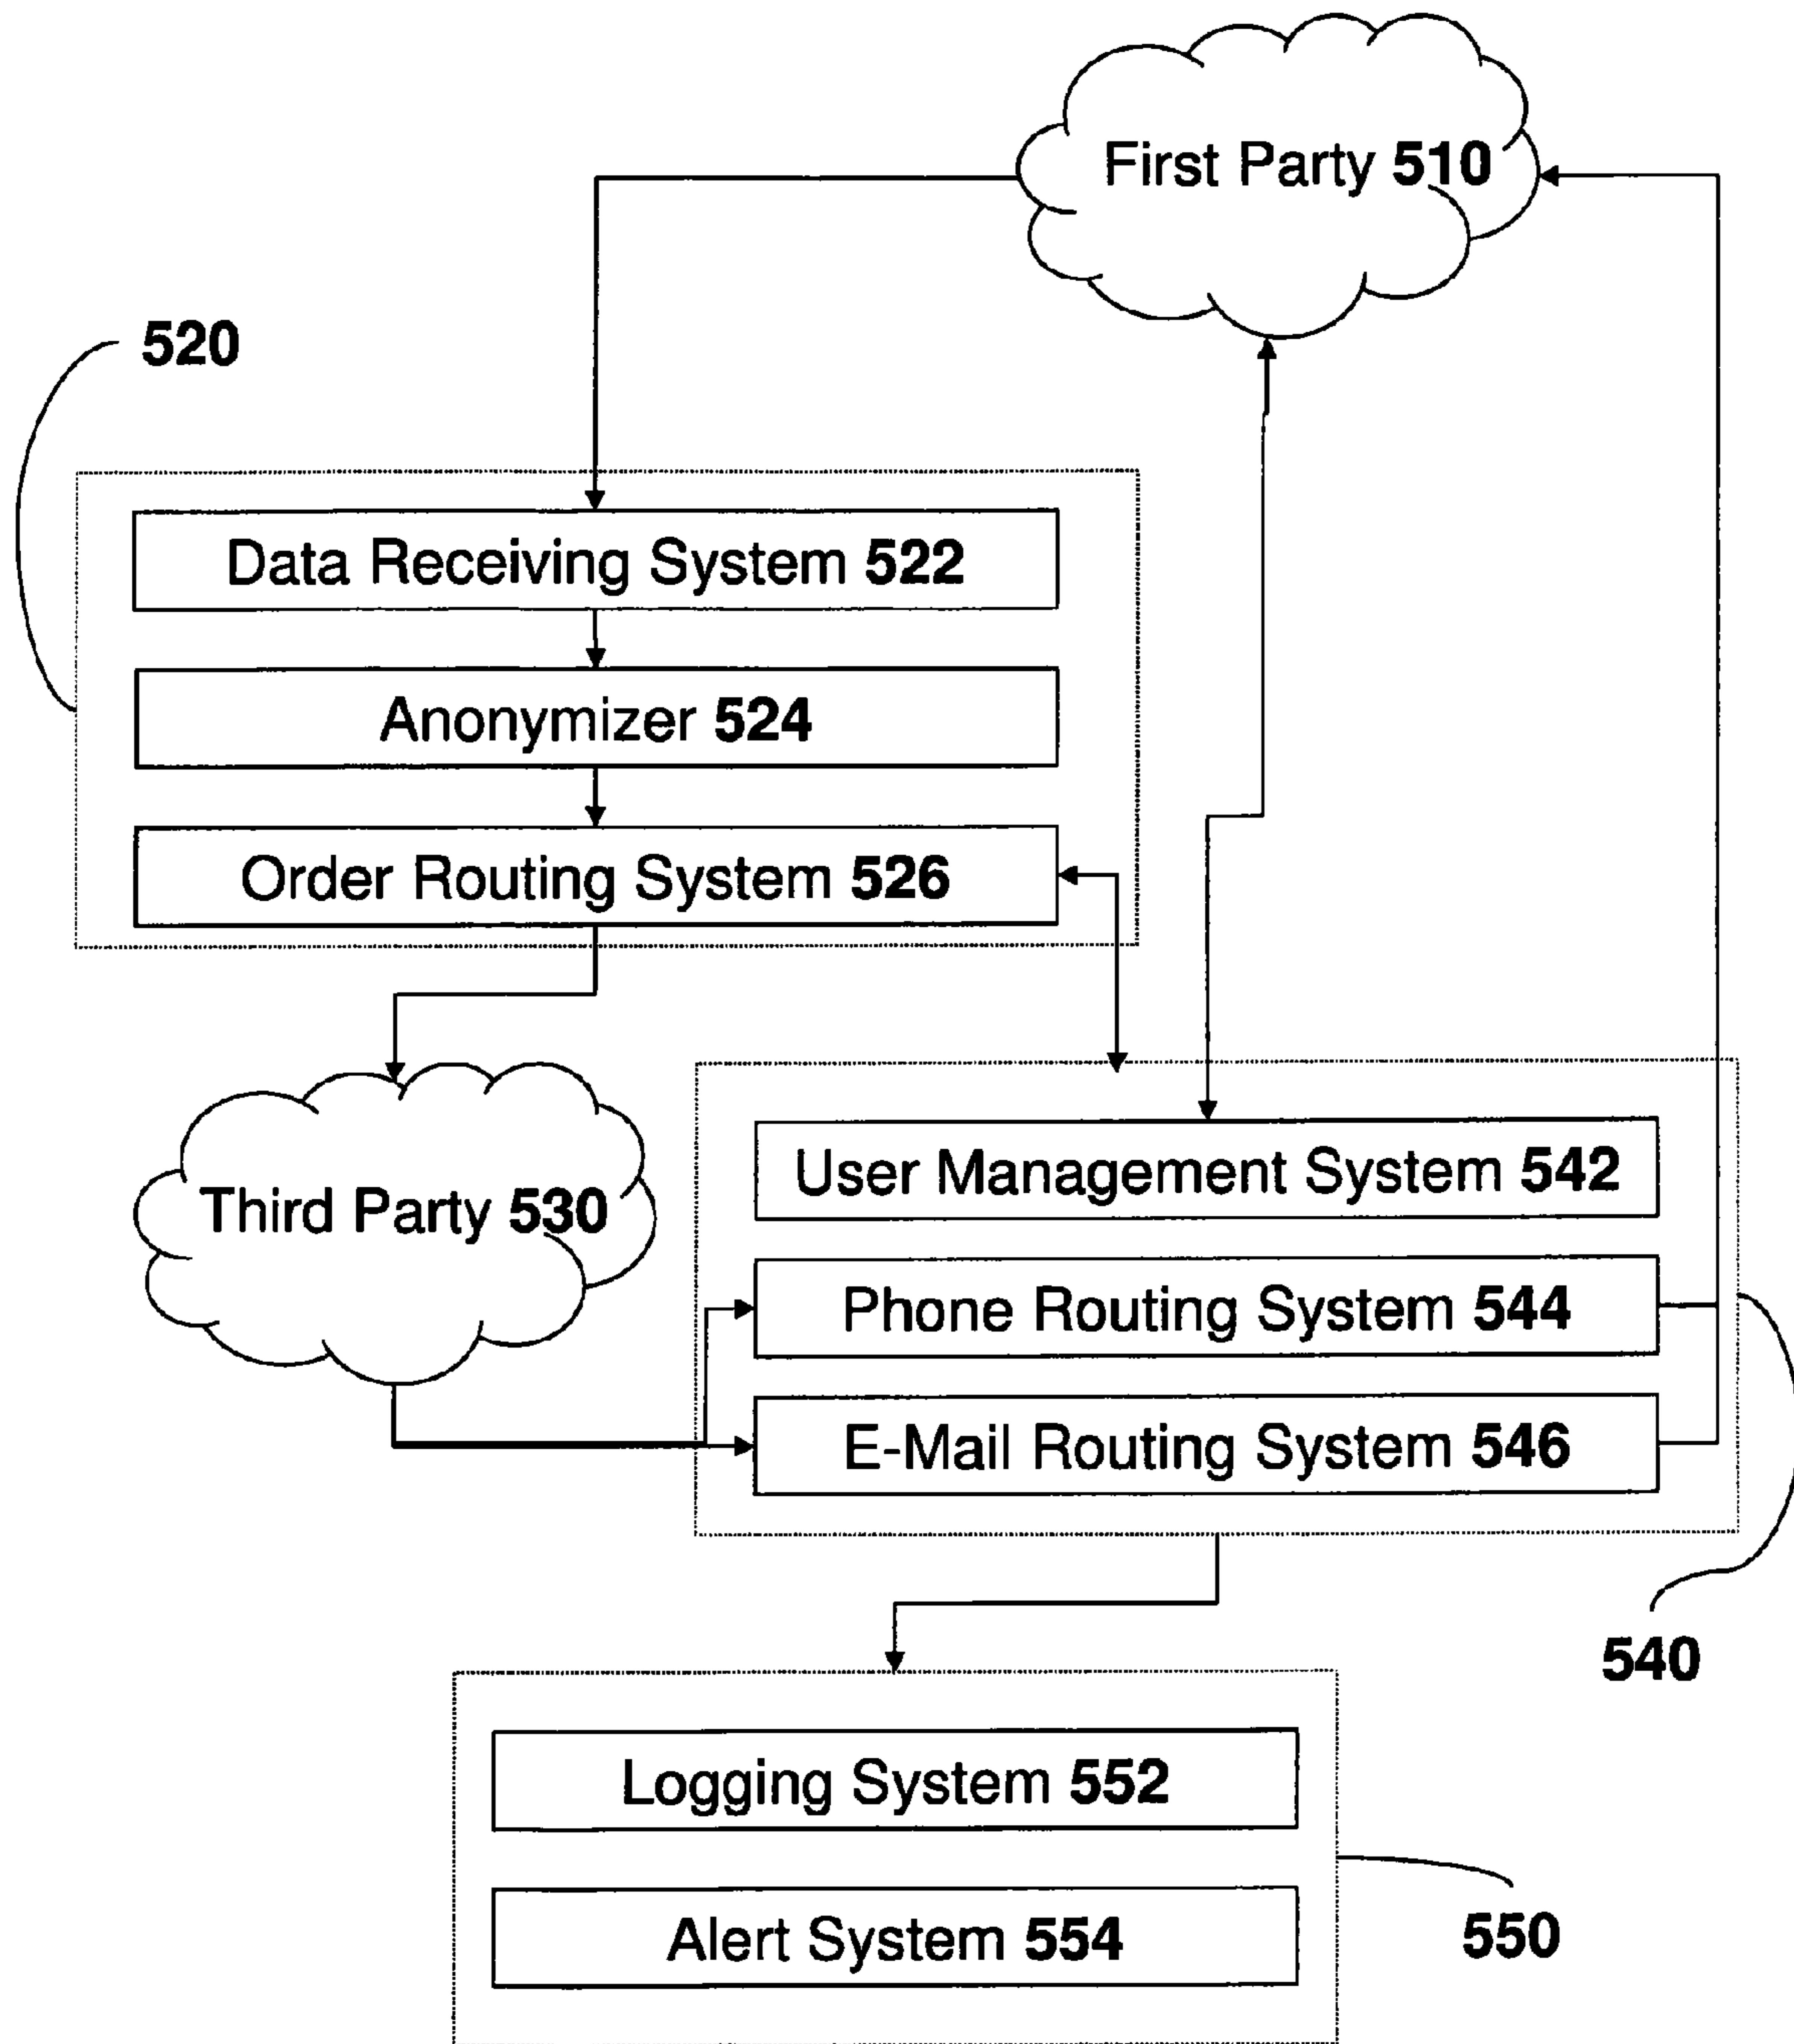 First Party 510
520
Data Receiving System 522
Anonymizer 524
Order Routing System 526
Third Party 530
User Management System 542
Phone Routing System 544
E-Mail Routing System 546
540
Logging System 552
Alert System 554
550